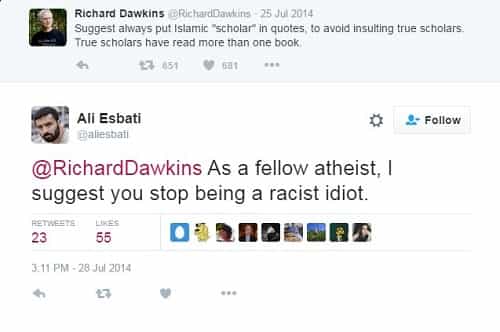 Richard Dawkins @RichardDawkins · 25 Jul 2014
Suggest always put Islamic "scholar" in quotes, to avoid insulting true scholars.
True scholars have read more than one book.
651 681
Ali Esbati
@aliesbati
Follow
@RichardDawkins As a fellow atheist, I
suggest you stop being a racist idiot.
RETWEETS LIKES
23 55
3:11 PM - 28 Jul 2014